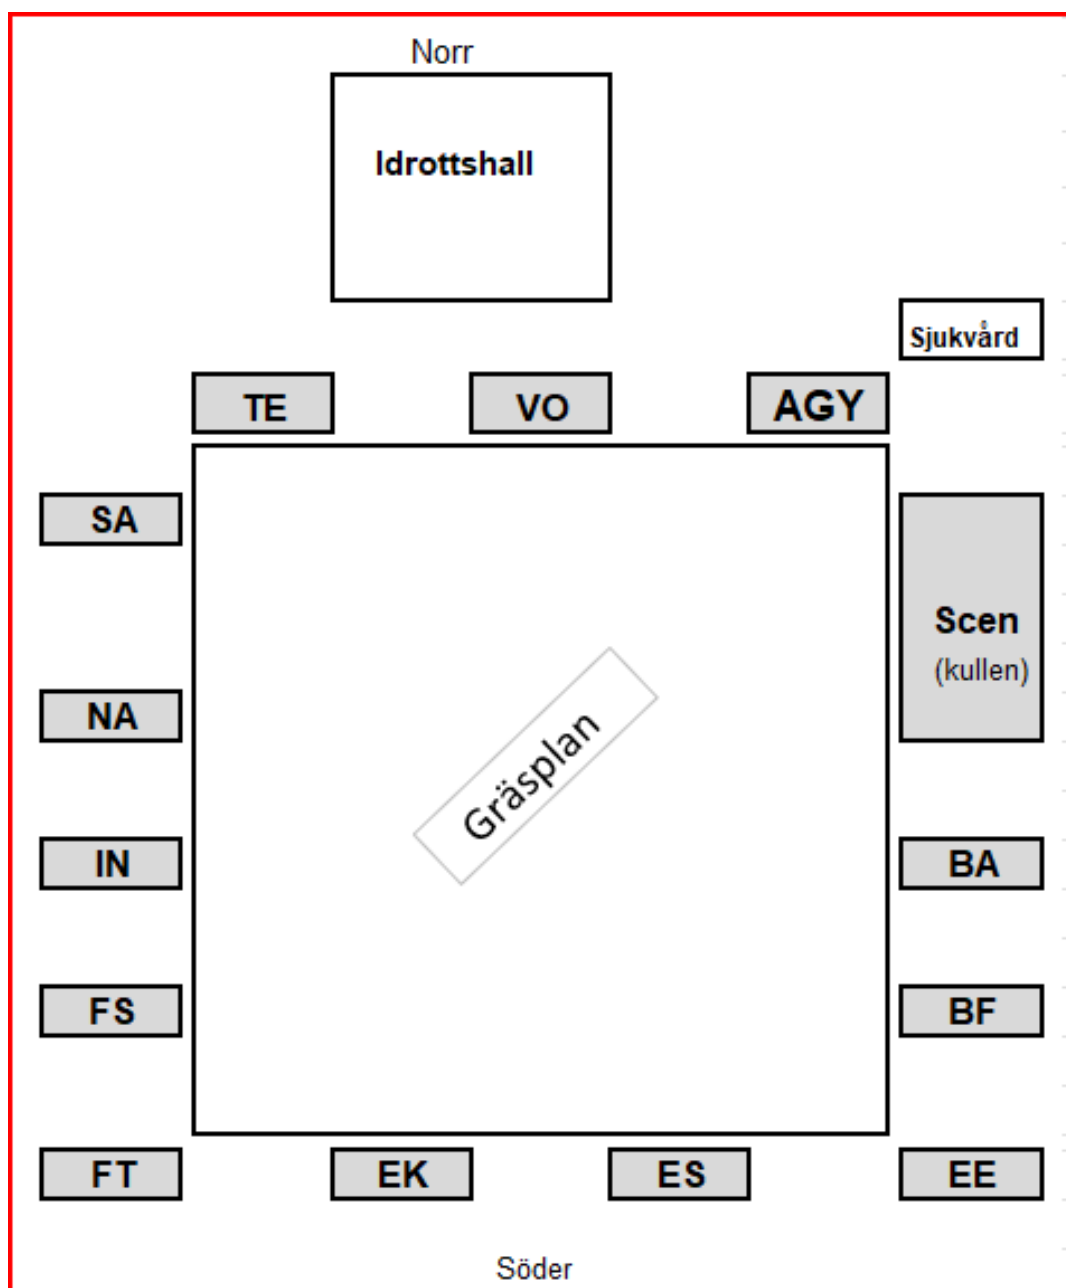 Norr
Idrottshall
Sjukvård
TE
VO
AGY
SA
Scen
(kullen)
NA
Gräsplan
IN
BA
FS
BF
FT
EK
ES
EE
Söder